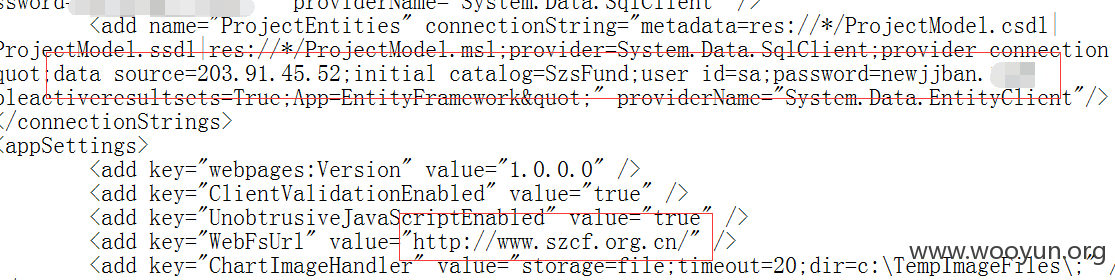 ssword= providerName="System.Data.SqlClient" />
<add name="ProjectEntities" connectionString="metadata=res://*/ProjectModel.csdl|
ProjectModel.ssdl|res://*/ProjectModel.msl;provider=System.Data.SqlClient;provider connection
quot;data source=203.91.45.52;initial catalog=SzsFund;user id=sa;password=newjjban.
pleactiveresultsets=True;App=EntityFramework&quot;" providerName="System.Data.EntityClient"/>
</connectionStrings>
<appSettings>
<add key="webpages:Version" value="1.0.0.0" />
<add key="ClientValidationEnabled" value="true" />
<add key="UnobtrusiveJavaScriptEnabled" value="true" />
<add key="WebFsUrl" value="http://www.szcf.org.cn/" />
<add key="ChartImageHandler" value="storage=file;timeout=20;dir=c:\TempImageFiles\;"
www.wooyun.org